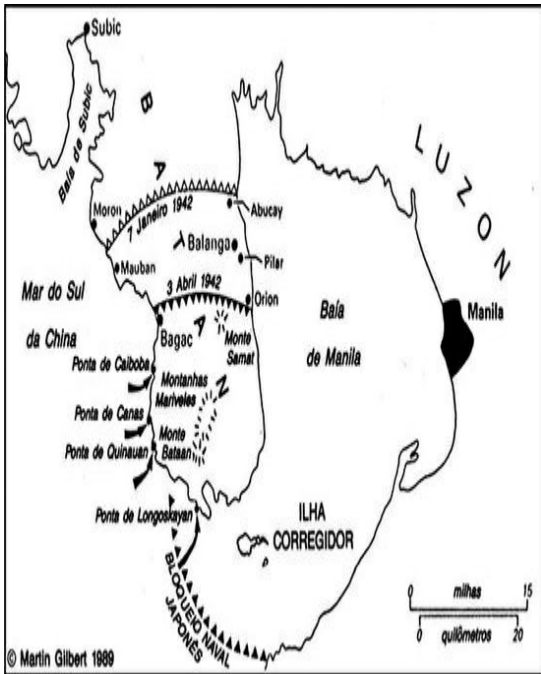 Subic
Baía de Subic
B A T A A N
LUZON
Moron
7 Janeiro 1942
Abucay
Mauban
Balanga
Pilar
Mar do Sul
da China
3 Abril 1942
Orion
Bagac
Monte
Samat
Baía
de Manila
Manila
Ponta de Caiboba
Montanhas
Mariveles
Ponta de Canas
Ponta de Quinauan
Monte
Bataan
Ponta de Longoskayan
ILHA
CORREGIDOR
BLOQUEIO NAVAL
JAPONÊS
0 milhas 15
0 quilômetros 20
© Martin Gilbert 1989